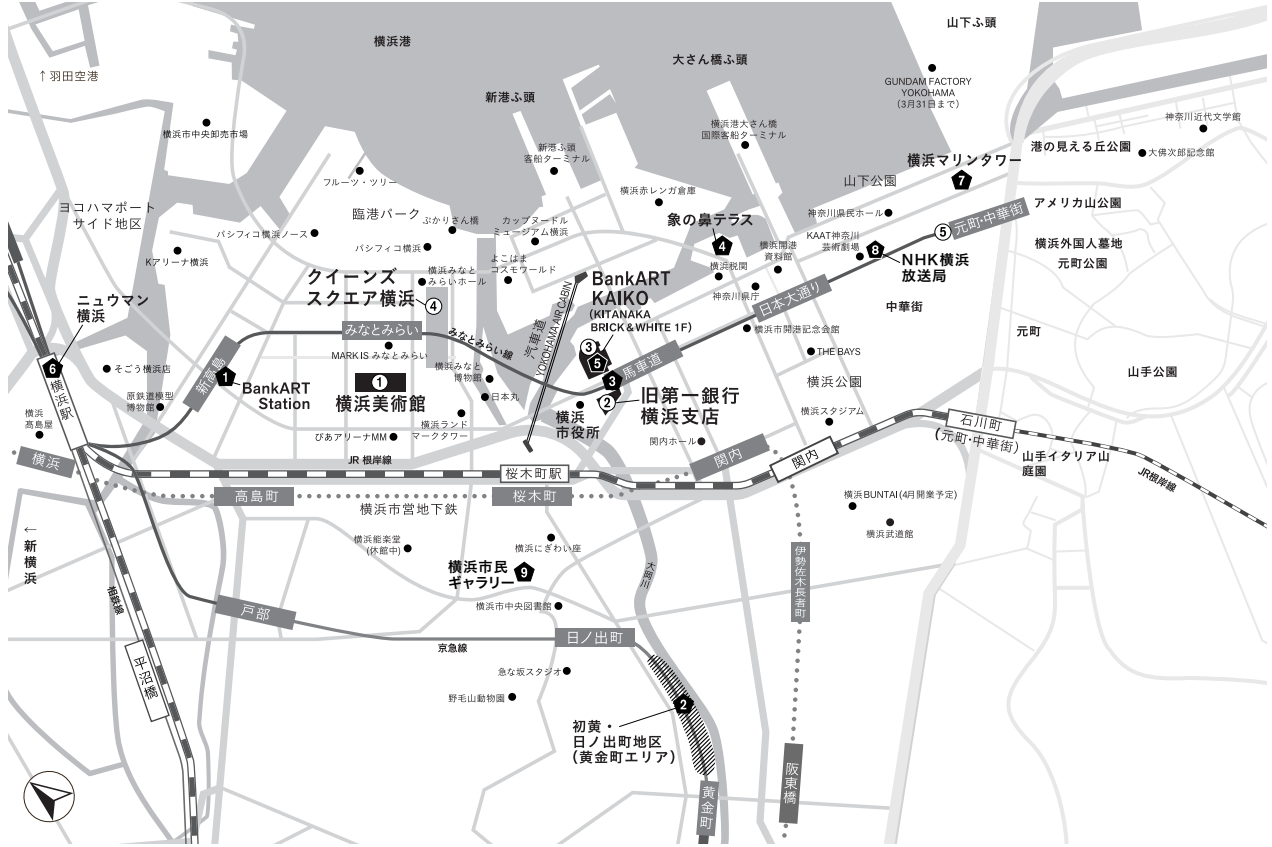 横浜港
大さん橋ふ頭
山下ふ頭
新港ふ頭
↑羽田空港
GUNDAM FACTORY
YOKOHAMA
(3月31日まで)
横浜市中央卸売市場
新港ふ頭
客船ターミナル
横浜港大さん橋
国際客船ターミナル
神奈川近代文学館
港の見える丘公園
大佛次郎記念館
横浜マリンタワー
7
フルーツ・ツリー
横浜赤レンガ倉庫
山下公園
ヨコハマポート
サイド地区
臨港パーク
ぷかりさん橋
カップヌードル
ミュージアム横浜
象の鼻テラス
4
神奈川県民ホール
アメリカ山公園
5
元町・中華街
パシフィコ横浜ノース
パシフィコ横浜
KAAT神奈川
芸術劇場
8
NHK横浜
放送局
横浜外国人墓地
元町公園
Kアリーナ横浜
よこはま
コスモワールド
横浜開港
資料館
横浜税関
神奈川県庁
クイーンズ
スクエア横浜
4
横浜みなと
みらいホール
BankART
KAIKO
(KITANAKA
BRICK&WHITE 1F)
日本大通り
中華街
ニュウマン
横浜
みなとみらい
みなとみらい線
汽車道
YOKOHAMA AIR CABIN
横浜市開港記念会館
元町
MARK IS みなとみらい
3
5
馬車道
THE BAYS
6
横浜駅
そごう横浜店
新高島
1
BankART
Station
1
横浜美術館
横浜みなと
博物館
日本丸
3
2
旧第一銀行
横浜支店
横浜公園
山手公園
原鉄道模型
博物館
横浜
髙島屋
横浜ランド
マークタワー
横浜
市役所
横浜スタジアム
石川町
(元町・中華街)
ぴあアリーナMM
関内ホール
横浜
JR 根岸線
桜木町駅
関内
関内
山手イタリア山
庭園
JR根岸線
高島町
桜木町
横浜市営地下鉄
横浜BUNTAI(4月開業予定)
横浜武道館
←新横浜
横浜能楽堂
(休館中)
横浜にぎわい座
横浜市民
ギャラリー
9
大岡川
伊勢佐木長者町
相鉄線
戸部
横浜市中央図書館
京急線
日ノ出町
平沼橋
急な坂スタジオ
野毛山動物園
2
初黄・
日ノ出町地区
(黄金町エリア)
黄金町
阪東橋